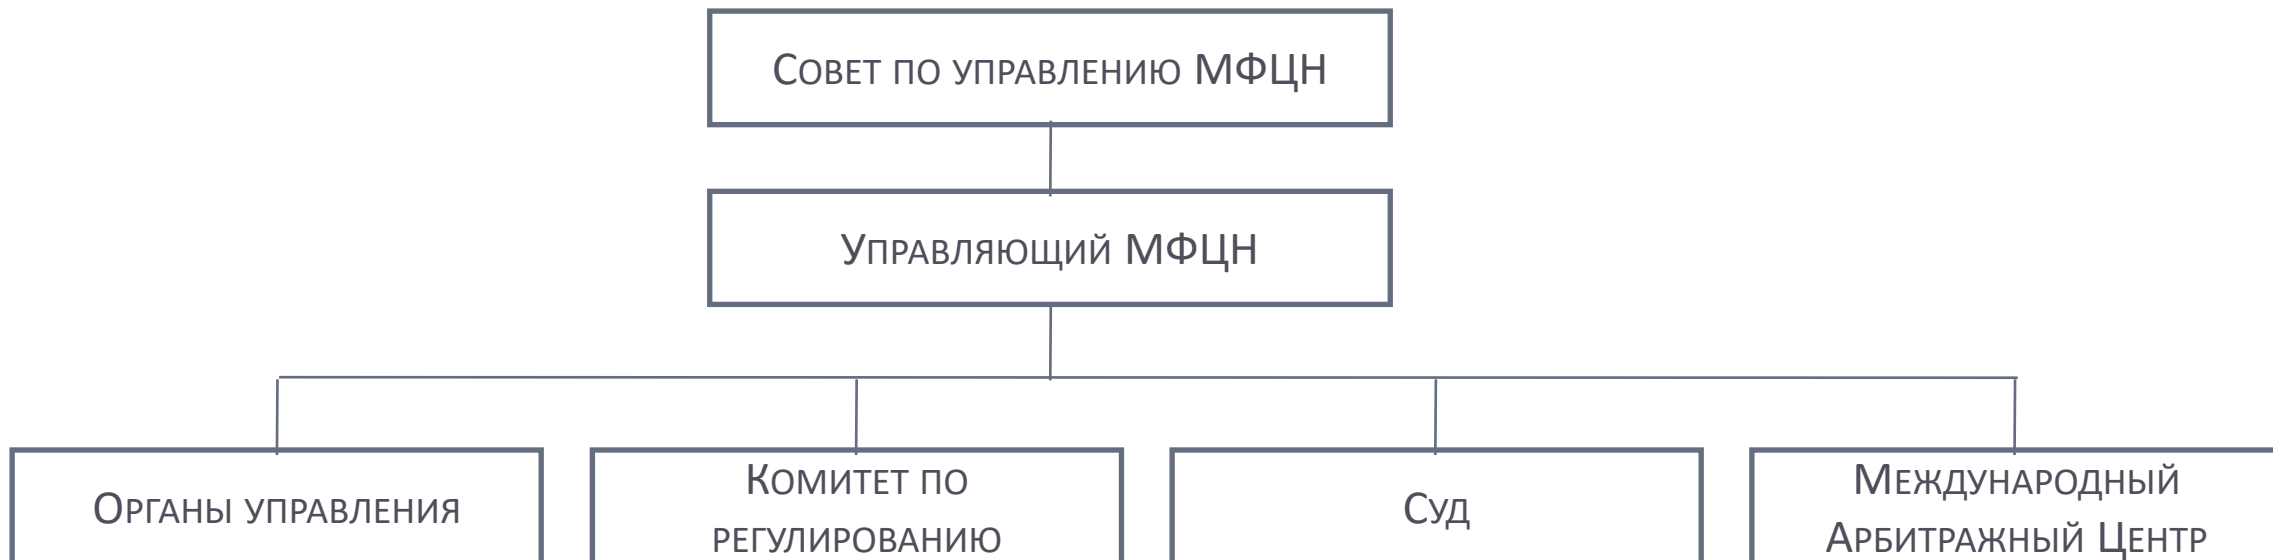 Совет по управлению МФЦН
Управляющий МФЦН
Органы управления
Комитет по
регулированию
Суд
Международный
Арбитражный Центр